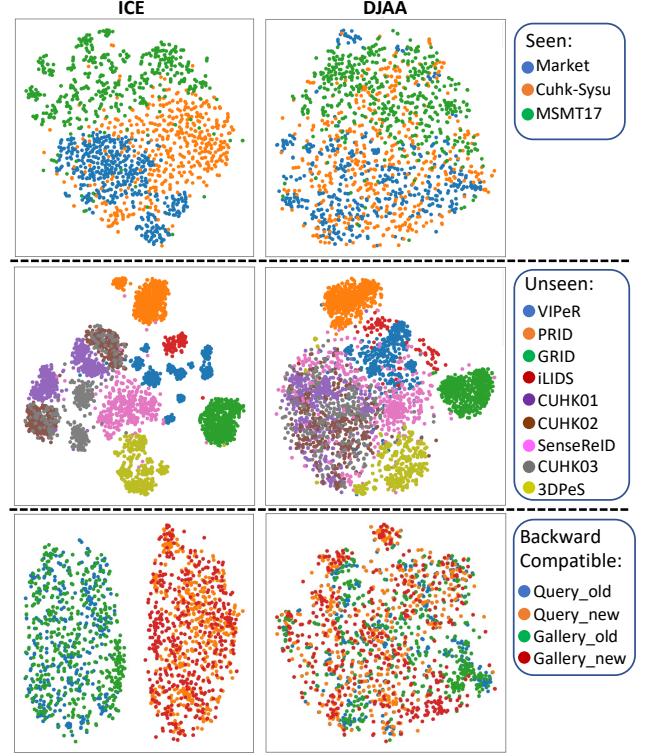 ICE
DJAA
Seen:
Market
Cuhk-Sysu
MSMT17
Unseen:
VIPeR
PRID
GRID
iLIDS
CUHK01
CUHK02
SenseReID
CUHK03
3DPeS
Backward
Compatible:
Query_old
Query_new
Gallery_old
Gallery_new